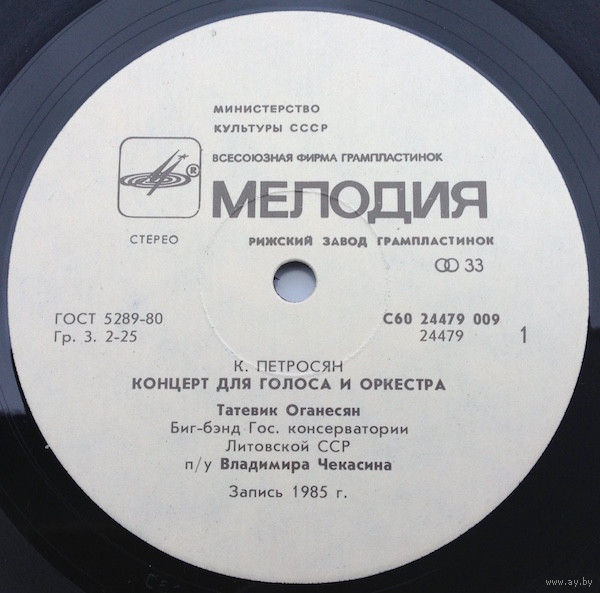 МИНИСТЕРСТВО
КУЛЬТУРЫ СССР
ВСЕСОЮЗНАЯ ФИРМА ГРАМПЛАСТИНОК
®
МЕЛОДИЯ
СТЕРЕО
РИЖСКИЙ ЗАВОД ГРАМПЛАСТИНОК
33
ГОСТ 5289-80
Гр. 3. 2-25
С60 24479 009
24479
1
К. ПЕТРОСЯН
КОНЦЕРТ ДЛЯ ГОЛОСА И ОРКЕСТРА
Татевик Оганесян
Биг-бэнд Гос. консерватории
Литовской ССР
п/у Владимира Чекасина
Запись 1985 г.
www.ay.by